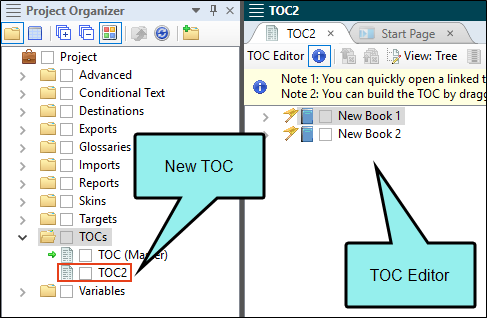 Project Organizer
Project
Advanced
Conditional Text
Destinations
Exports
Glossaries
Imports
Reports
Skins
Targets
TOCs
TOC (Master)
TOC2
Variables
New TOC
TOC2
TOC2
Start Page
TOC Editor
View: Tree
Note 1: You can quickly open a linked t
Note 2: You can build the TOC by dragg
New Book 1
New Book 2
TOC Editor